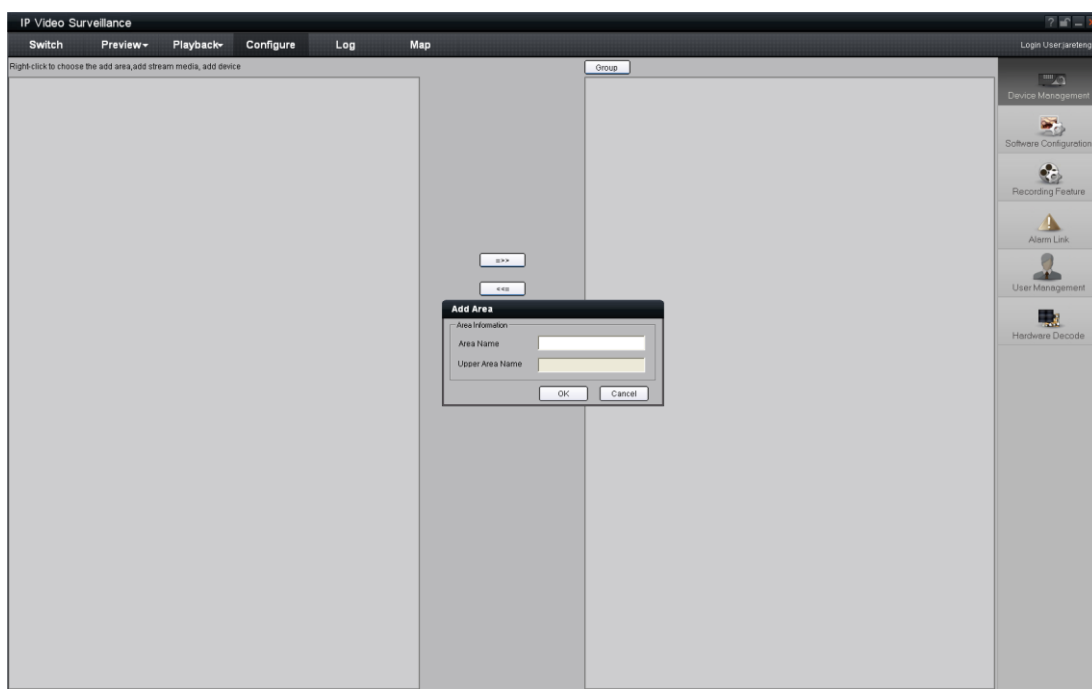 IP Video Surveillance
Switch Preview Playback Configure Log Map Login User:jareteng
Right-click to choose the add area,add stream media, add device
Group
Device Management
Software Configuration
Recording Feature
Alarm Link
User Management
Hardware Decode
=>>
<<=
Add Area
Area Information
Area Name
Upper Area Name
OK Cancel